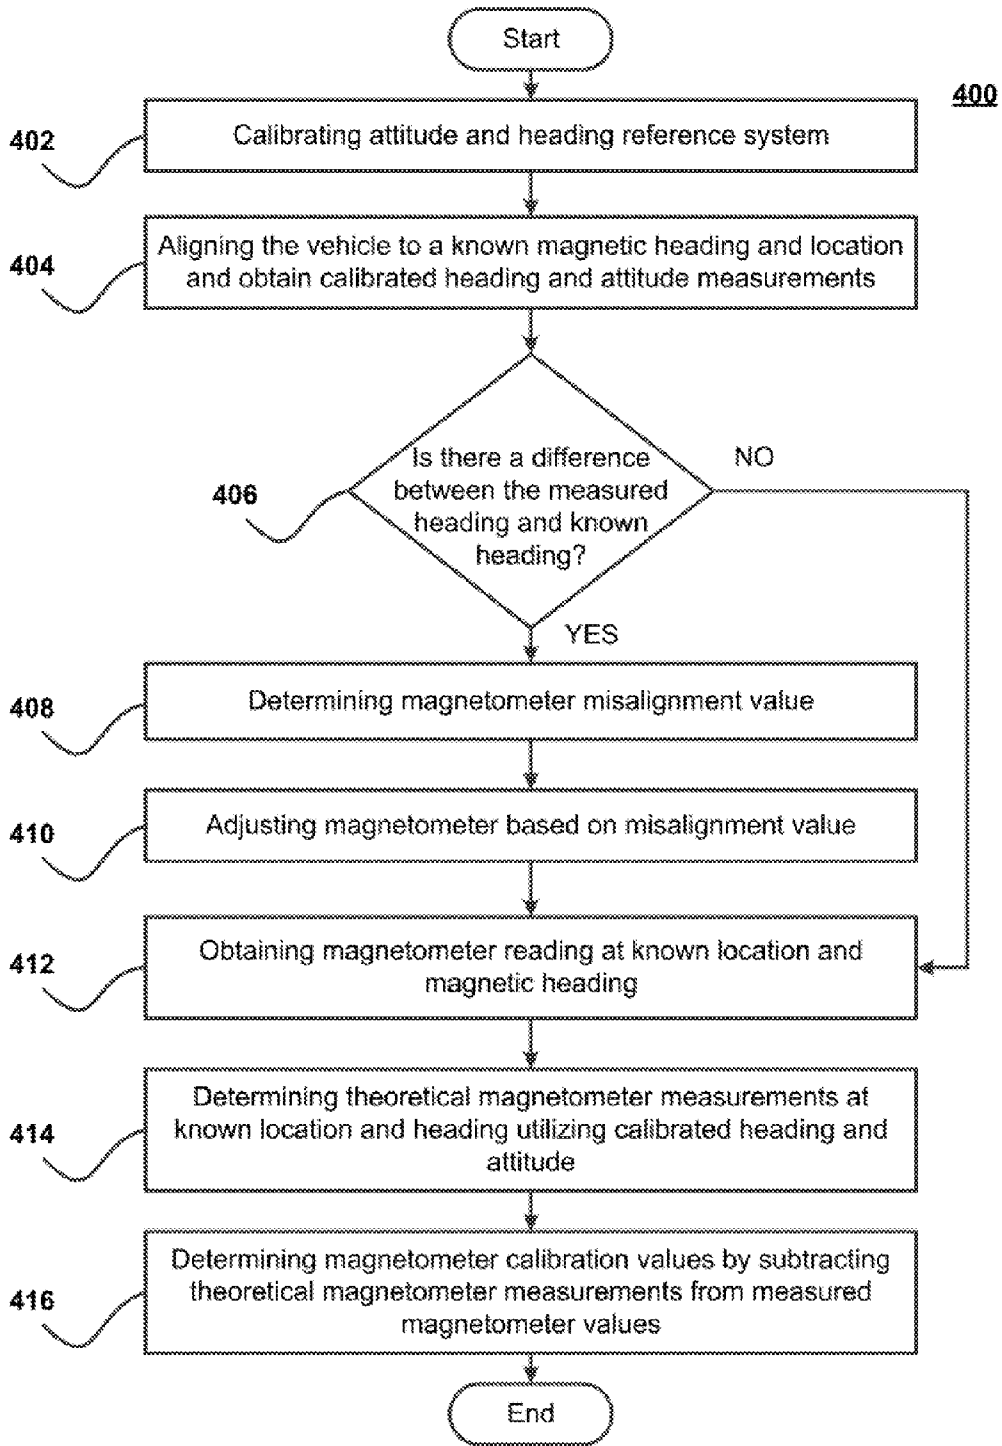 Start
400
402
Calibrating attitude and heading reference system
404
Aligning the vehicle to a known magnetic heading and location
and obtain calibrated heading and attitude measurements
406
Is there a difference
between the measured
heading and known
heading?
NO
YES
408
Determining magnetometer misalignment value
410
Adjusting magnetometer based on misalignment value
412
Obtaining magnetometer reading at known location and
magnetic heading
414
Determining theoretical magnetometer measurements at
known location and heading utilizing calibrated heading and
attitude
416
Determining magnetometer calibration values by subtracting
theoretical magnetometer measurements from measured
magnetometer values
End